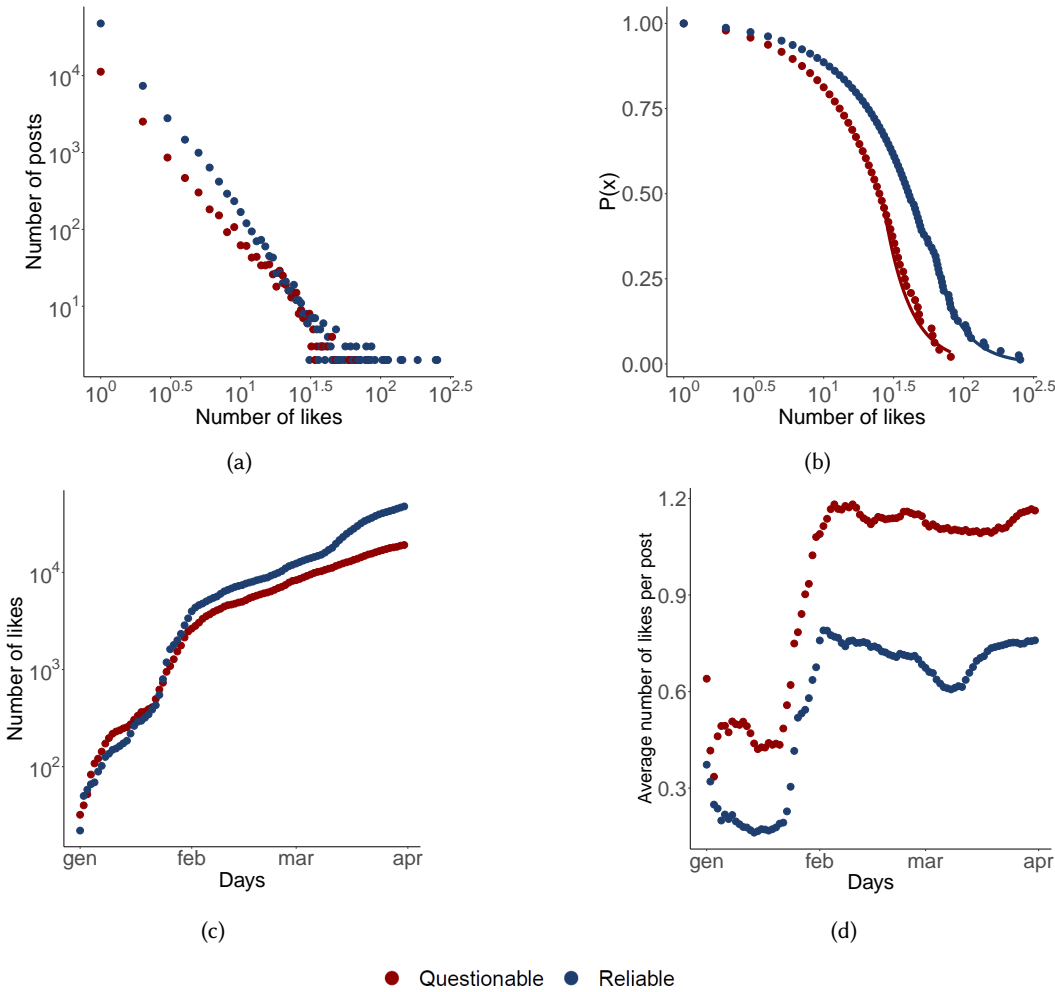 Number of posts
10^4
10^3
10^2
10^1
10^0 10^0.5 10^1 10^1.5 10^2 10^2.5
Number of likes
(a)
P(x)
1.00
0.75
0.50
0.25
0.00
10^0 10^0.5 10^1 10^1.5 10^2 10^2.5
Number of likes
(b)
Number of likes
10^4
10^3
10^2
gen feb mar apr
Days
(c)
Average number of likes per post
1.2
0.9
0.6
0.3
gen feb mar apr
Days
(d)
Questionable Reliable